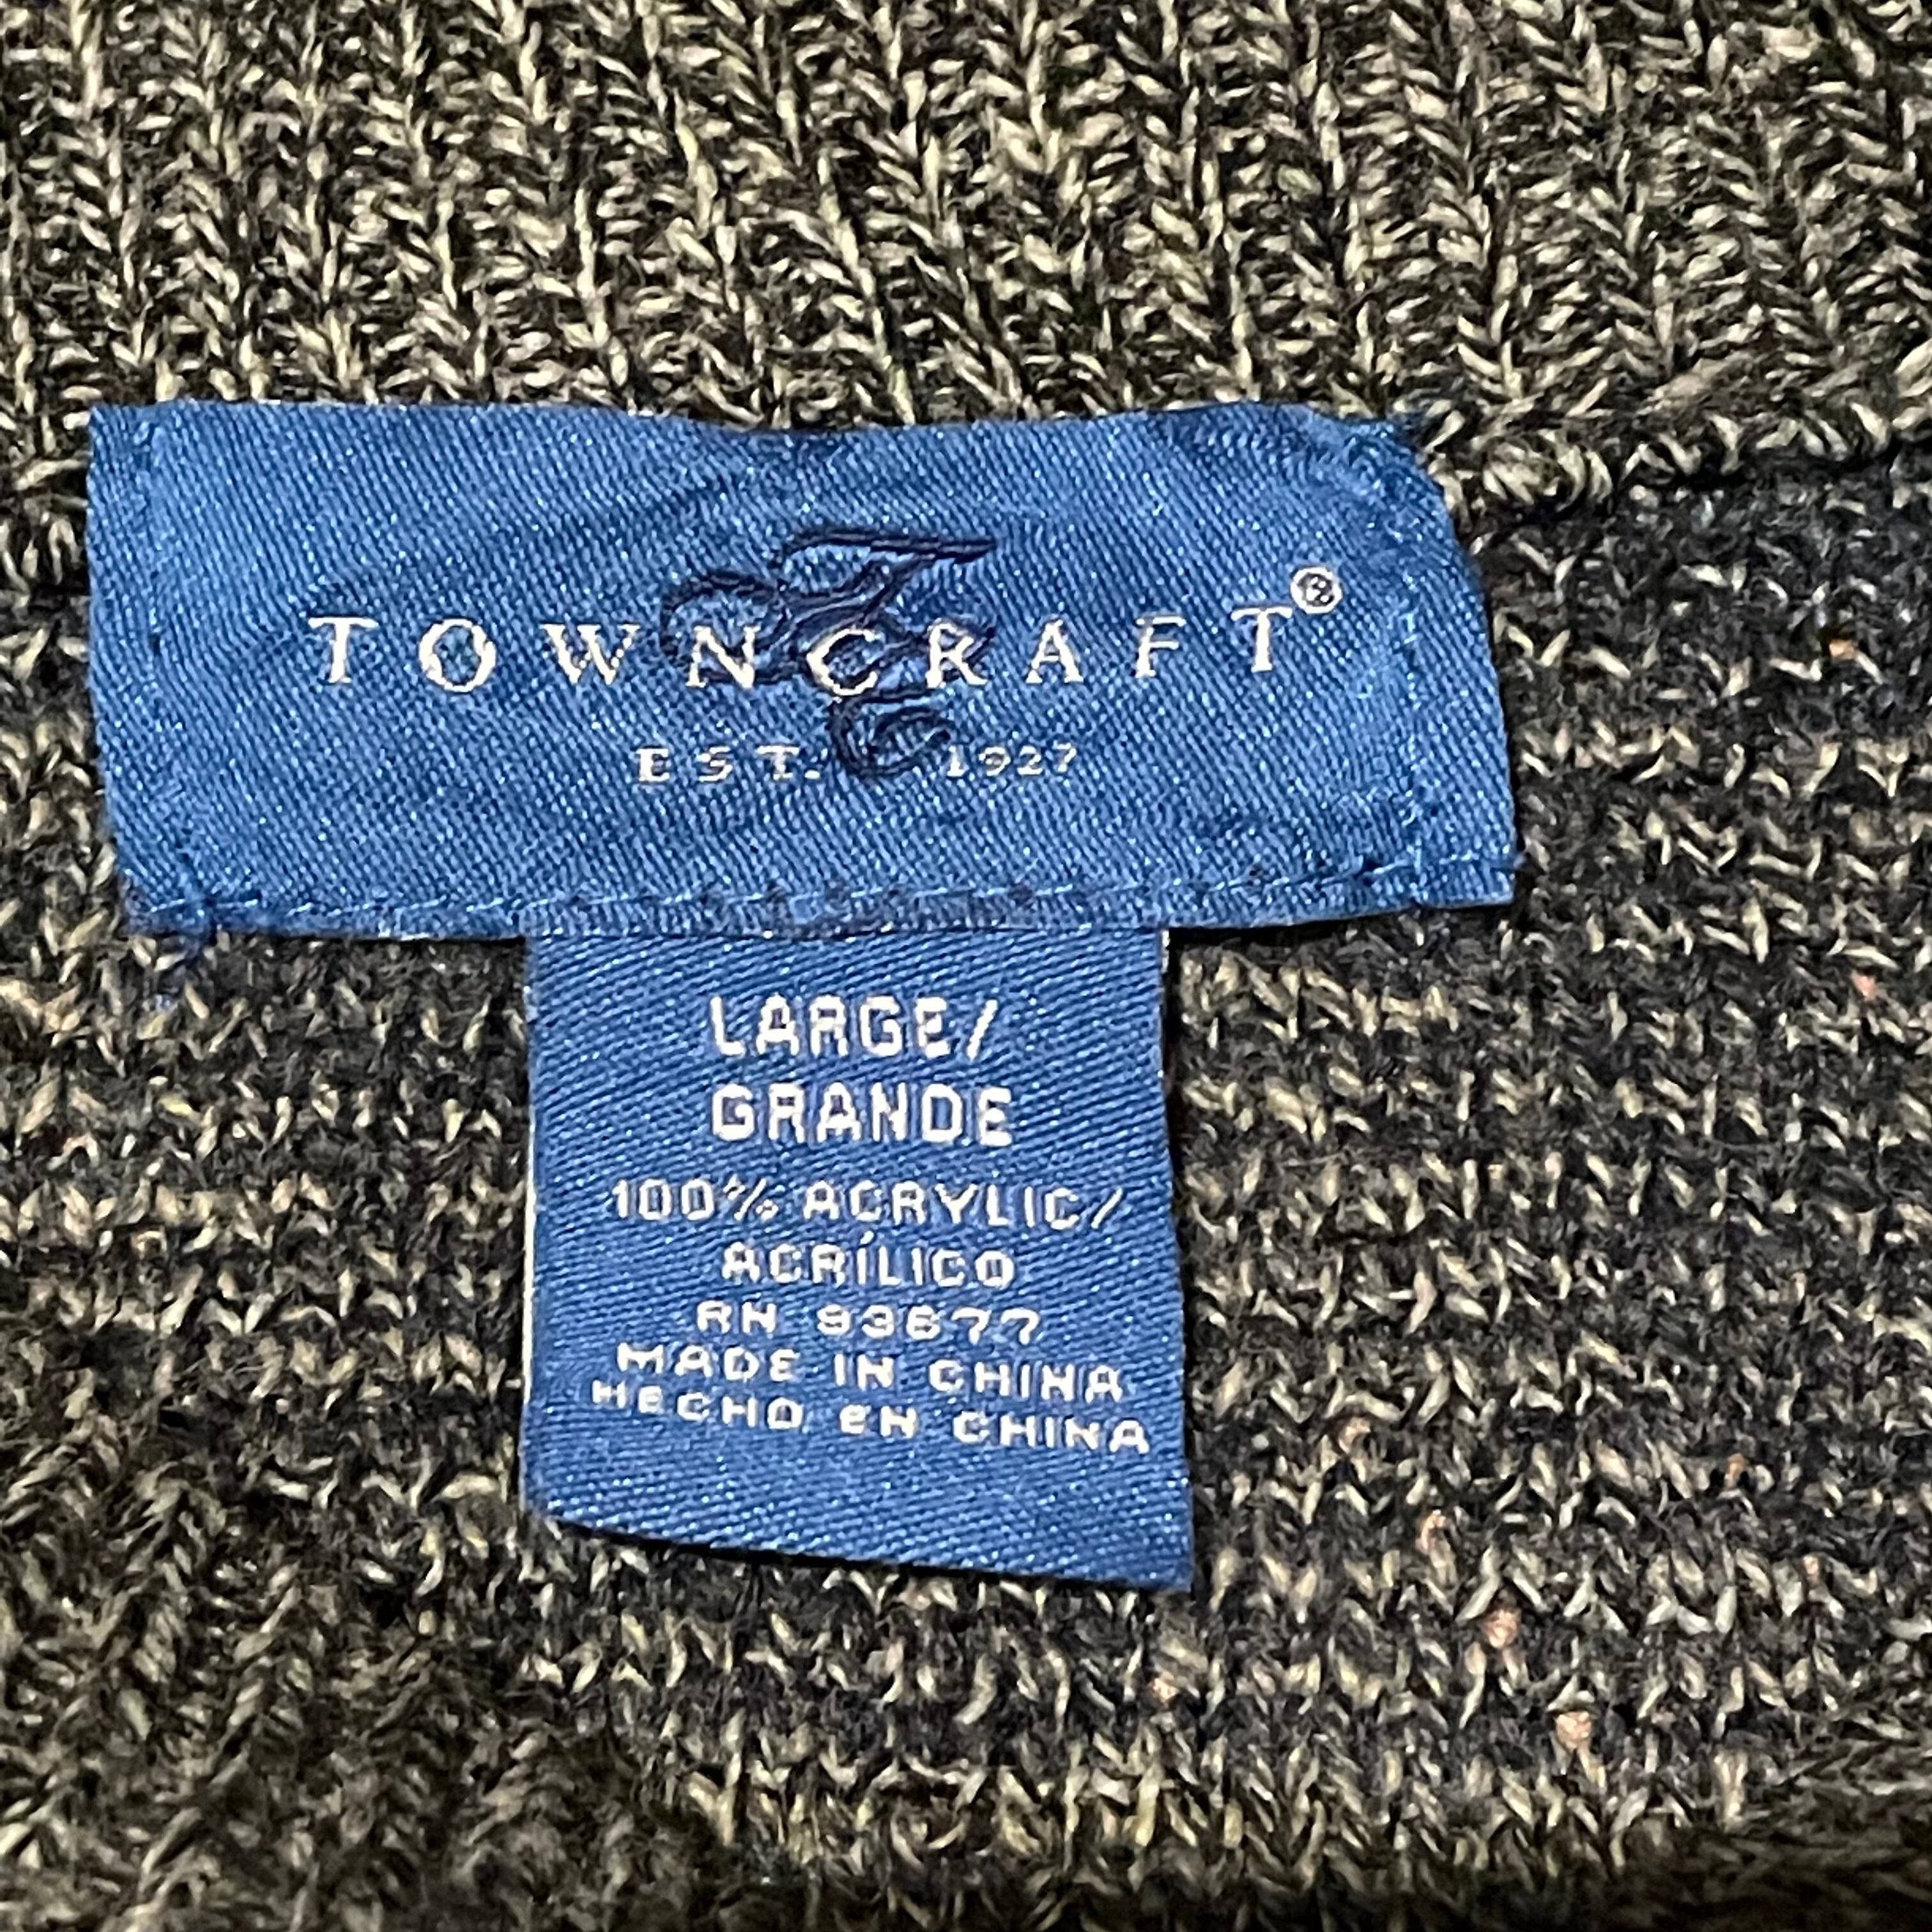 TOWNCRAFT®
EST. 1927
LARGE/
GRANDE
100% ACRYLIC/
ACRÍLICO
RN 93677
MADE IN CHINA
HECHO EN CHINA